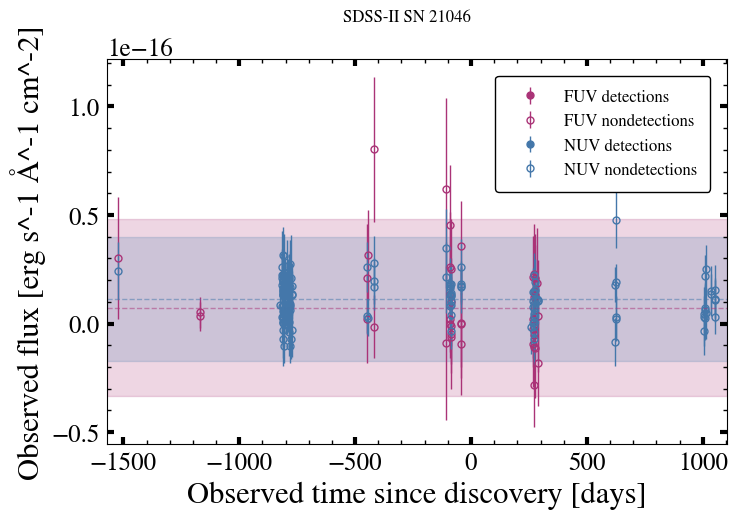 SDSS-II SN 21046
1e−16
FUV detections
FUV nondetections
NUV detections
NUV nondetections
1.0
0.5
0.0
−0.5
Observed flux [erg s^-1 Å^-1 cm^-2]
−1500 −1000 −500 0 500 1000
Observed time since discovery [days]